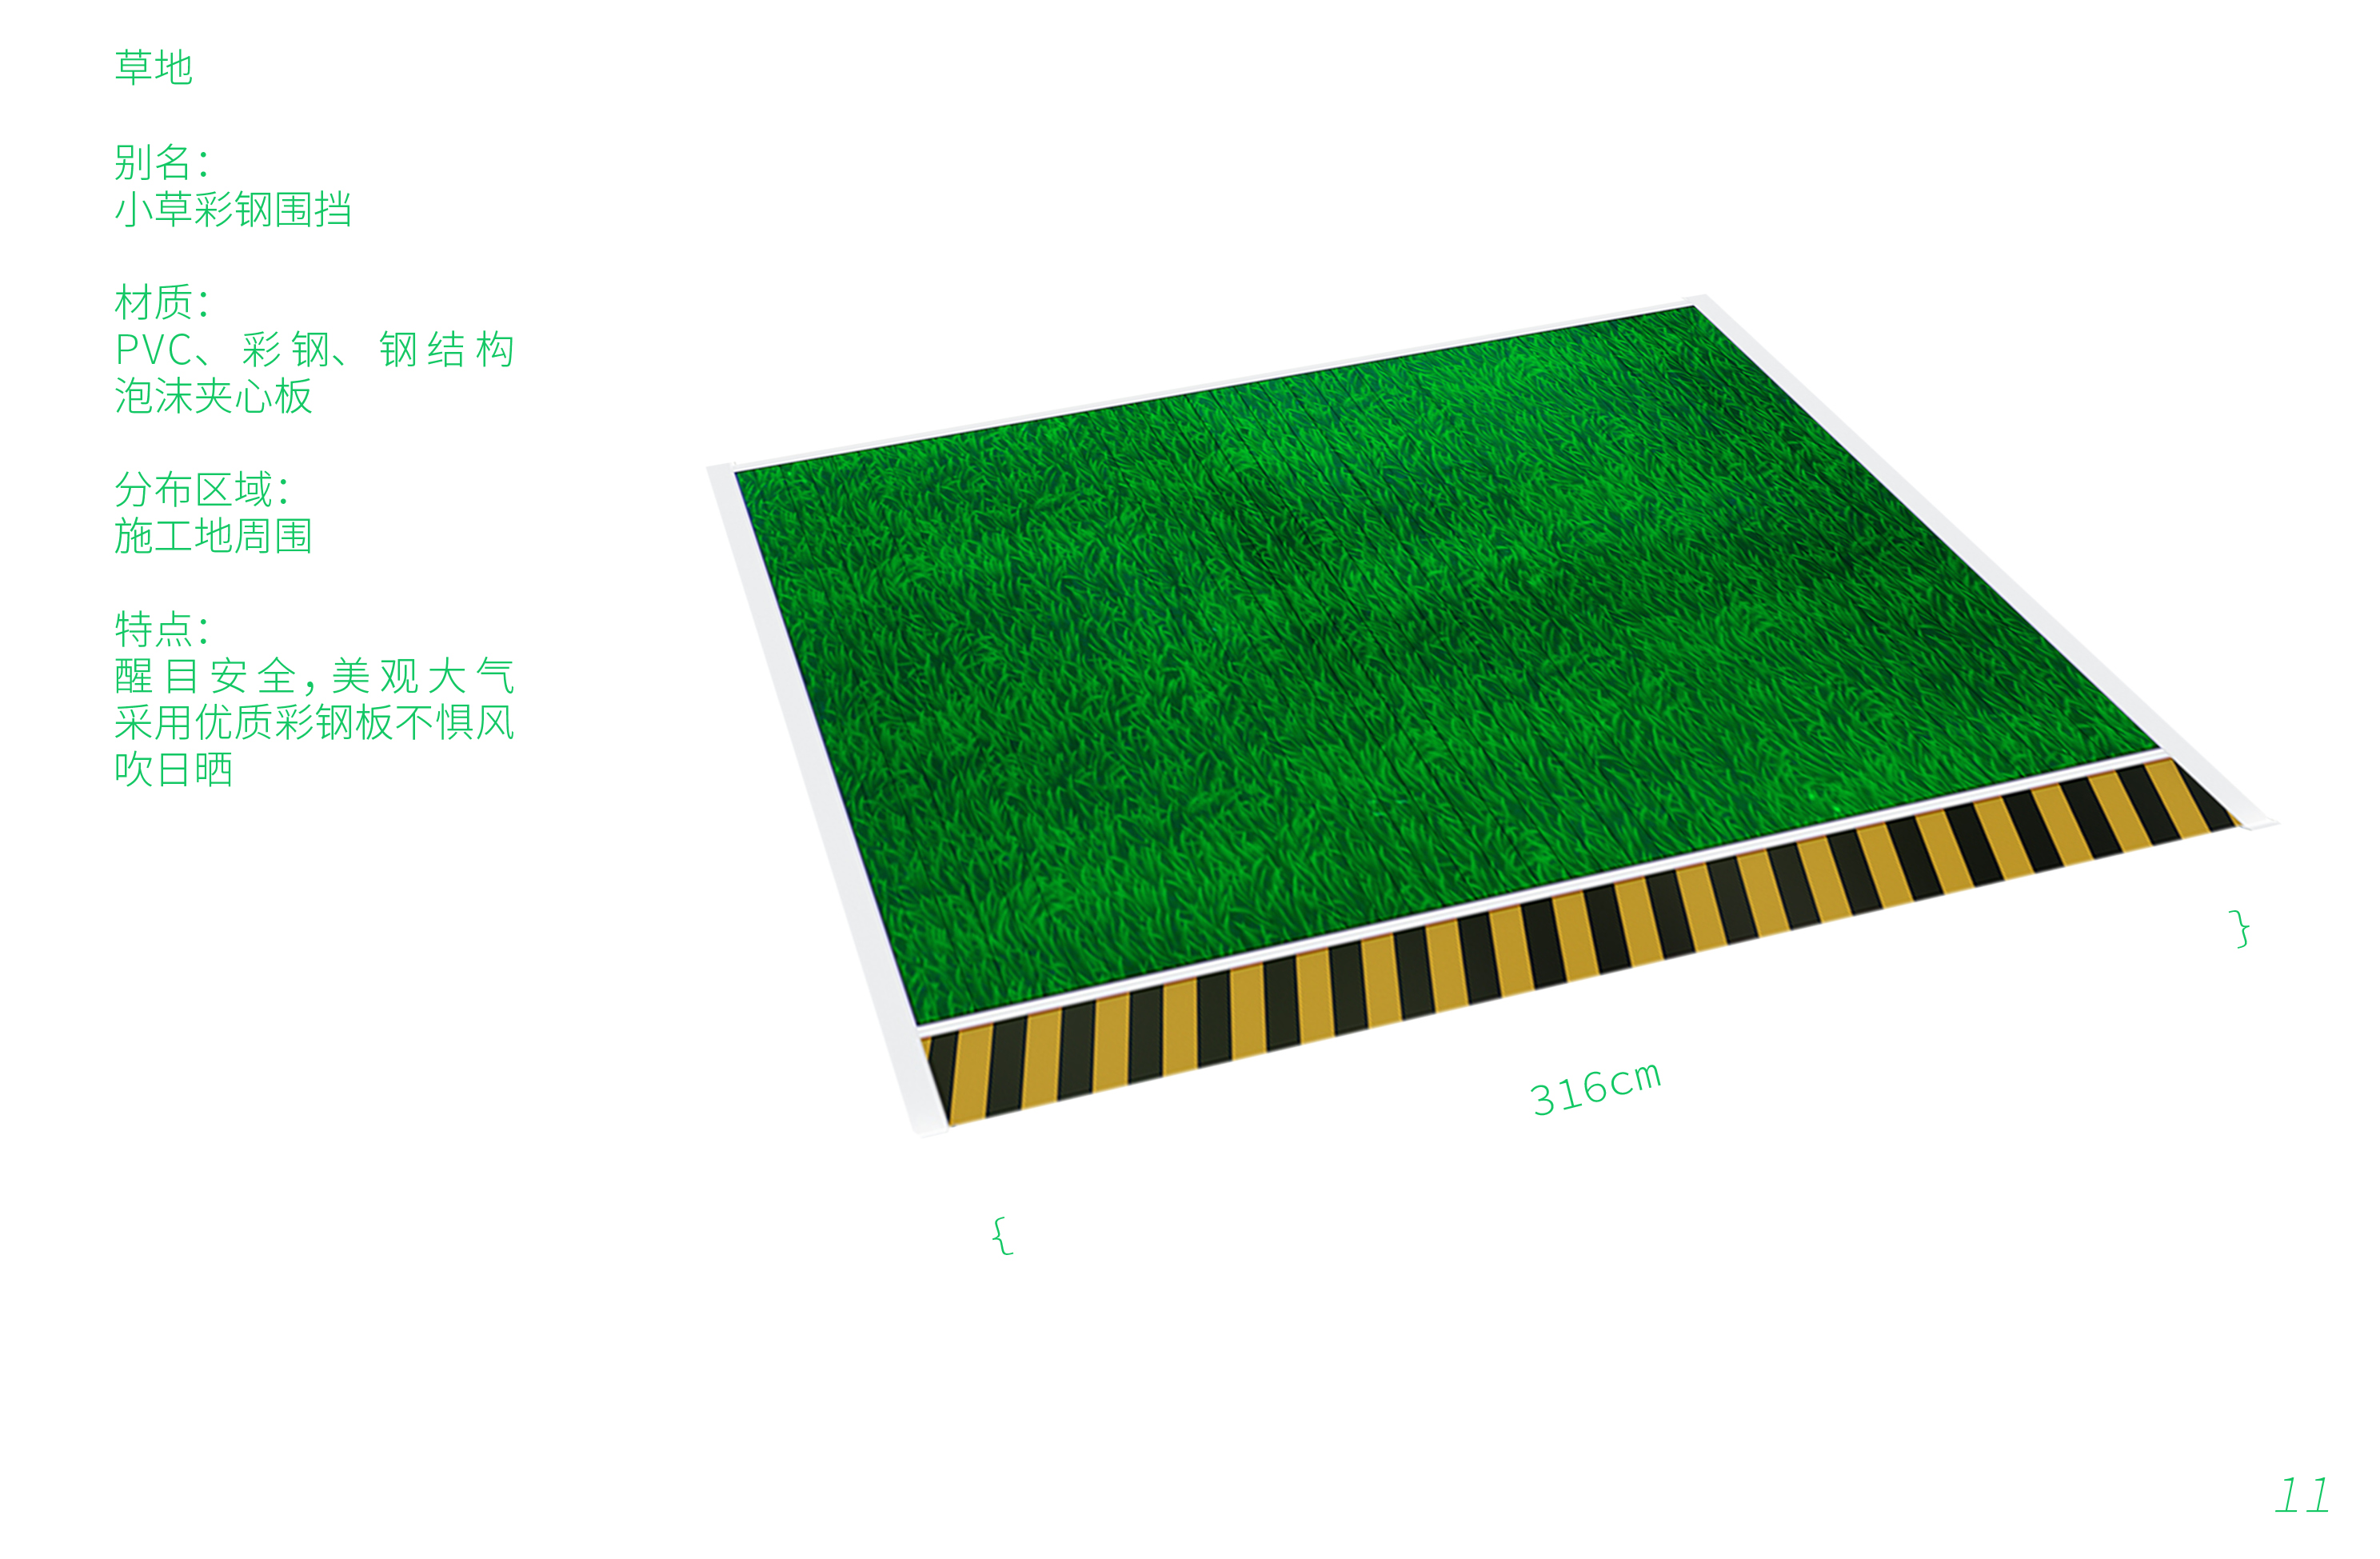 草地
别名：
小草彩钢围挡
材质：
PVC、彩钢、钢结构
泡沫夹心板
分布区域：
施工地周围
特点：
醒目安全，美观大气
采用优质彩钢板不惧风
吹日晒
{ 316cm }
11